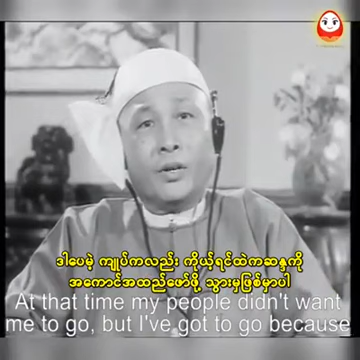 ဒါပေမဲ့ ကျုပ်ကလည်း ကိုယ့်ရင်ထဲကဆန္ဒကို
အကောင်အထည်ဖော်ဖို့ သွားမှဖြစ်မှာပါ
At that time my people didn't want
me to go, but I've got to go because